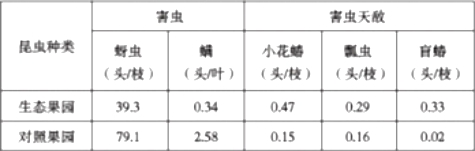 昆虫种类 害虫 害虫天敌
蚜虫（头/枝） 螨（头/叶） 小花蝽（头/枝） 瓢虫（头/枝） 盲蝽（头/枝）
生态果园 39.3 0.34 0.47 0.29 0.33
对照果园 79.1 2.58 0.15 0.16 0.02